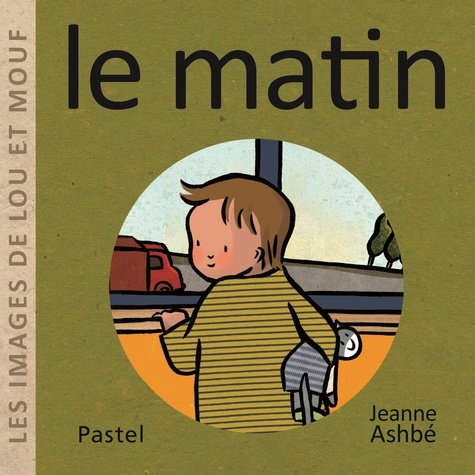 le matin
LES IMAGES DE LOU ET MOUF
Pastel
Jeanne
Ashbé